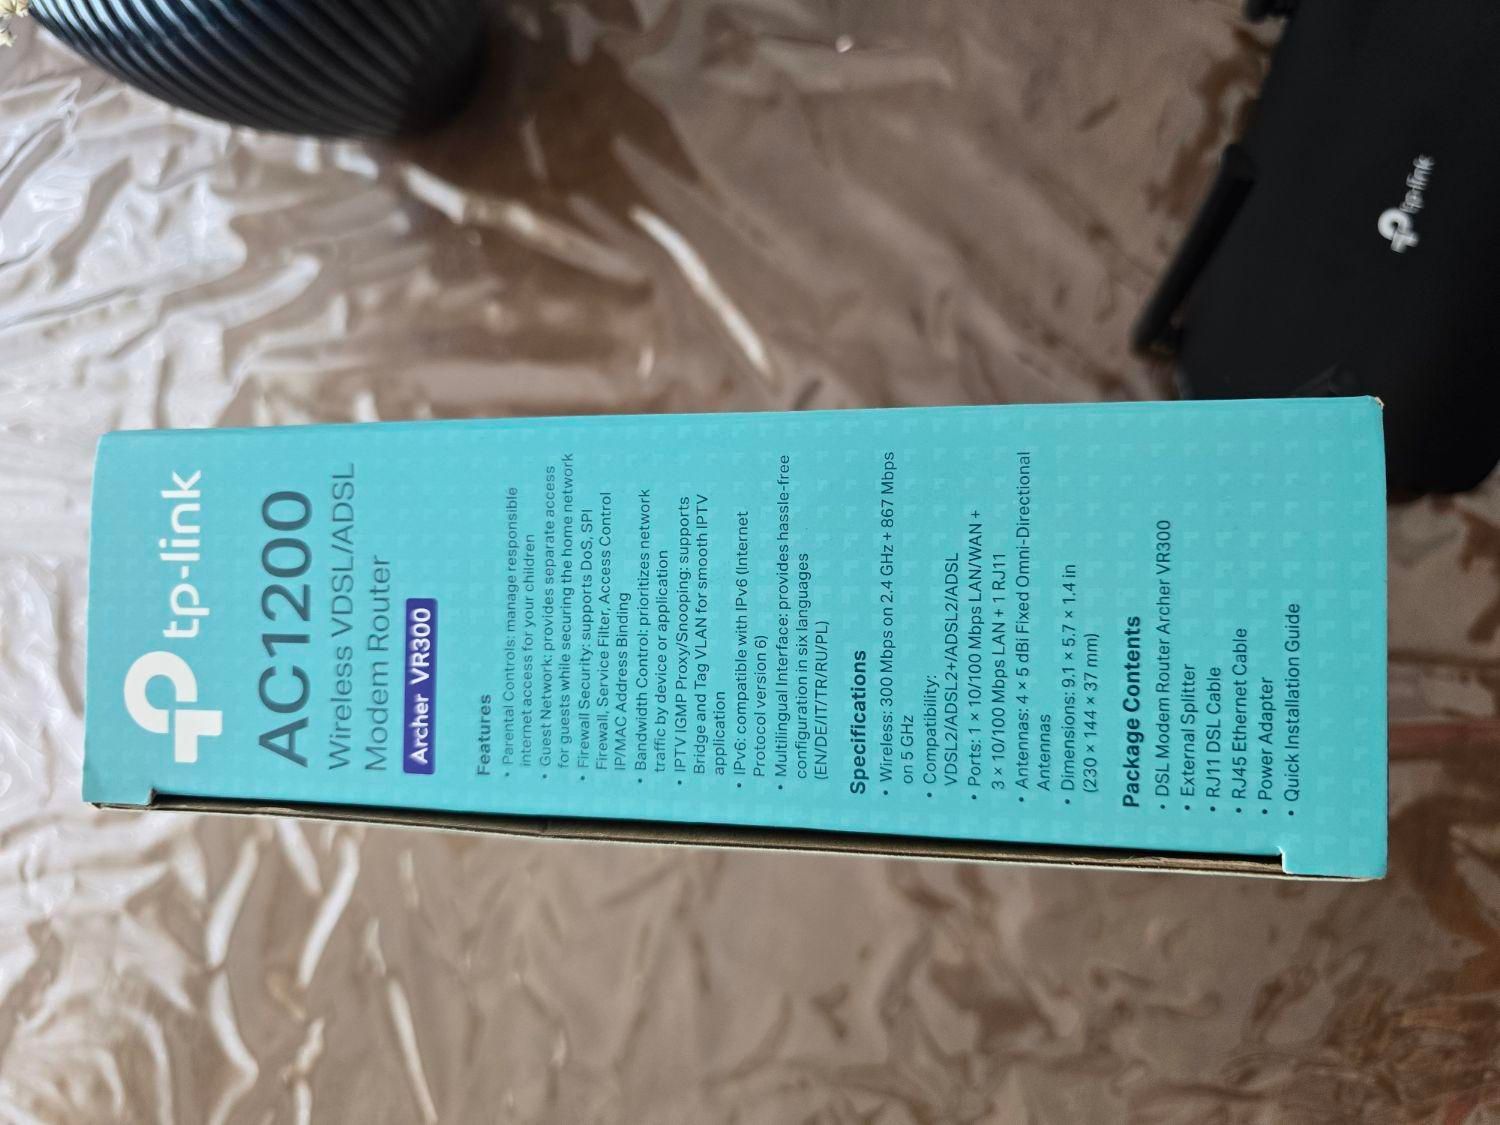 tp-link
AC1200
Wireless VDSL/ADSL
Modem Router
Archer VR300
Features
• Parental Controls: manage responsible
internet access for your children
• Guest Network: provides separate access
for guests while securing the home network
• Firewall Security: supports DoS, SPI
Firewall, Service Filter, Access Control
IP/MAC Address Binding
• Bandwidth Control: prioritizes network
traffic by device or application
• IPTV IGMP Proxy/Snooping: supports
Bridge and Tag VLAN for smooth IPTV
application
• IPv6: compatible with IPv6 (Internet
Protocol version 6)
• Multilingual Interface: provides hassle-free
configuration in six languages
(EN/DE/IT/TR/RU/PL)
Specifications
• Wireless: 300 Mbps on 2.4 GHz + 867 Mbps
on 5 GHz
• Compatibility:
VDSL2/ADSL2+/ADSL2/ADSL
• Ports: 1 × 10/100 Mbps LAN/WAN +
3 × 10/100 Mbps LAN + 1 RJ11
• Antennas: 4 × 5 dBi Fixed Omni-Directional
Antennas
• Dimensions: 9.1 × 5.7 × 1.4 in
(230 × 144 × 37 mm)
Package Contents
• DSL Modem Router Archer VR300
• External Splitter
• RJ11 DSL Cable
• RJ45 Ethernet Cable
• Power Adapter
• Quick Installation Guide
tp-link